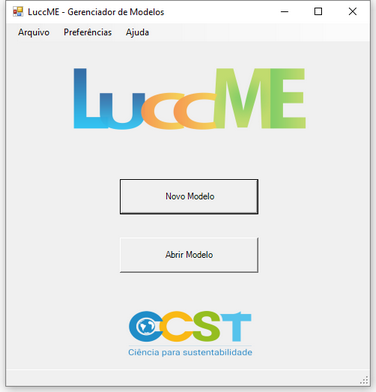 LuccME - Gerenciador de Modelos
Arquivo Preferências Ajuda
LuccME
Novo Modelo
Abrir Modelo
CCST
Ciência para sustentabilidade